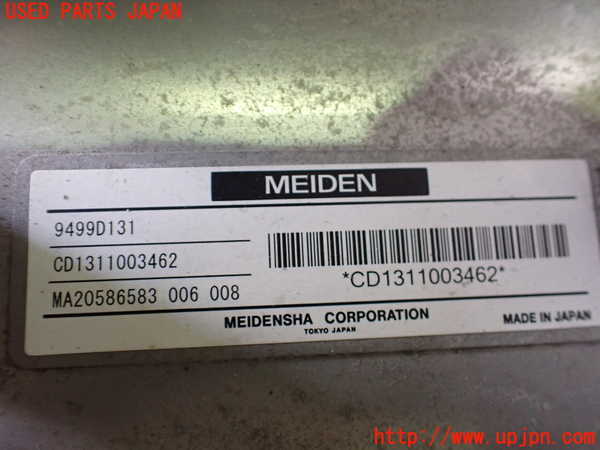 USED PARTS JAPAN
MEIDEN
9499D131
CD1311003462
*CD1311003462*
MA20586583 006 008
MEIDENSHA CORPORATION
TOKYO JAPAN
MADE IN JAPAN
http://www.upjpn.com/